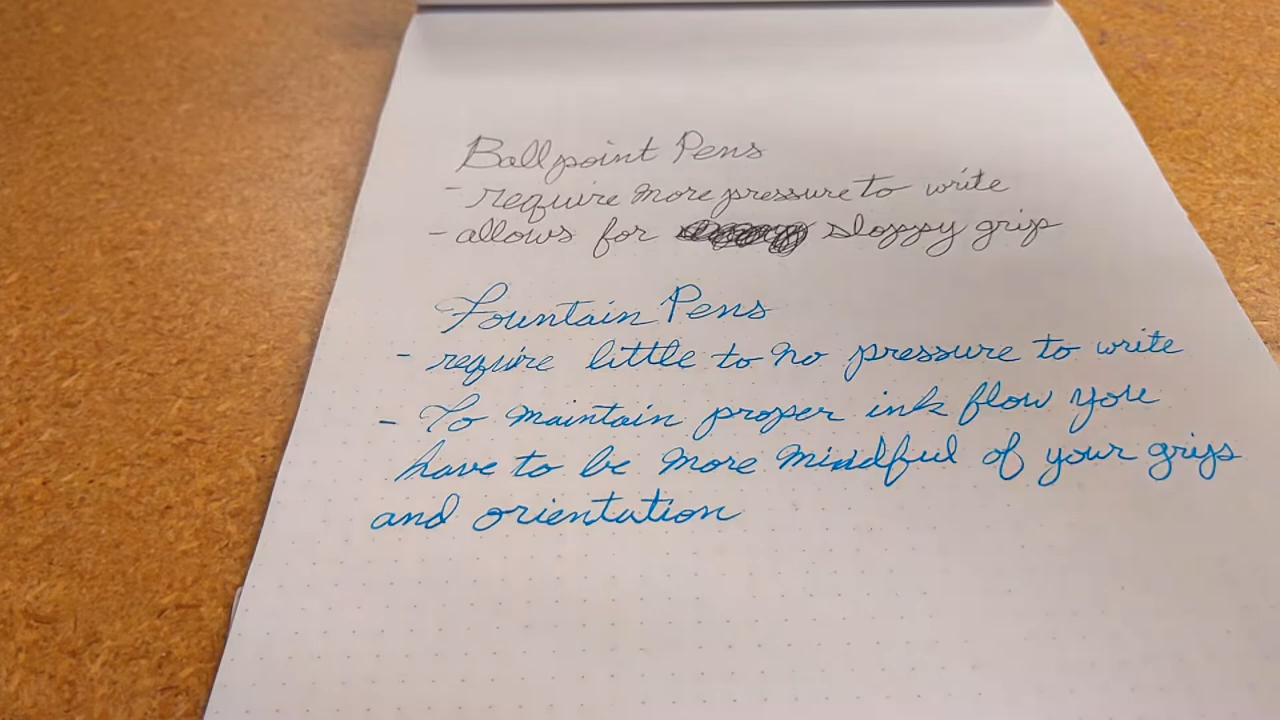 Ballpoint Pens
- require more pressure to write
- allows for sloppy grip
Fountain Pens
- require little to no pressure to write
- To maintain proper ink flow you
have to be more mindful of your grip
and orientation